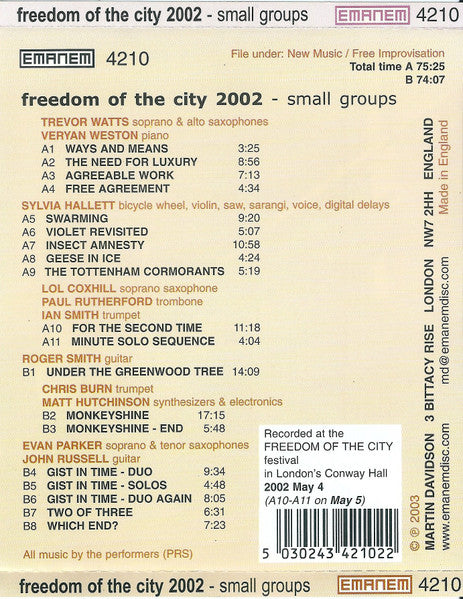 freedom of the city 2002 - small groups EMANEM 4210
EMANEM 4210
File under: New Music / Free Improvisation
Total time A 75:25
B 74:07
freedom of the city 2002 - small groups
TREVOR WATTS soprano & alto saxophones
VERYAN WESTON piano
A1 WAYS AND MEANS 3:25
A2 THE NEED FOR LUXURY 8:56
A3 AGREEABLE WORK 7:13
A4 FREE AGREEMENT 4:34
SYLVIA HALLETT bicycle wheel, violin, saw, sarangi, voice, digital delays
A5 SWARMING 9:20
A6 VIOLET REVISITED 5:07
A7 INSECT AMNESTY 10:58
A8 GEESE IN ICE 4:24
A9 THE TOTTENHAM CORMORANTS 5:19
LOL COXHILL soprano saxophone
PAUL RUTHERFORD trombone
IAN SMITH trumpet
A10 FOR THE SECOND TIME 11:18
A11 MINUTE SOLO SEQUENCE 4:04
ROGER SMITH guitar
B1 UNDER THE GREENWOOD TREE 14:09
CHRIS BURN trumpet
MATT HUTCHINSON synthesizers & electronics
B2 MONKEYSHINE 17:15
B3 MONKEYSHINE - END 5:48
EVAN PARKER soprano & tenor saxophones
JOHN RUSSELL guitar
B4 GIST IN TIME - DUO 9:34
B5 GIST IN TIME - SOLOS 4:18
B6 GIST IN TIME - DUO AGAIN 8:05
B7 TWO OF THREE 6:31
B8 WHICH END? 7:23
All music by the performers (PRS)
Recorded at the
FREEDOM OF THE CITY
festival
in London's Conway Hall
2002 May 4
(A10-A11 on May 5)
5 030243 421022
© ℗ 2003 Made in England
MARTIN DAVIDSON 3 BITTACY RISE LONDON NW7 2HH ENGLAND
www.emanemdisc.com md@emanemdisc.com
freedom of the city 2002 - small groups EMANEM 4210